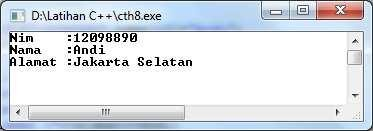 D:\Latihan C++\cth8.exe
Nim    :12098890
Nama   :Andi
Alamat :Jakarta Selatan